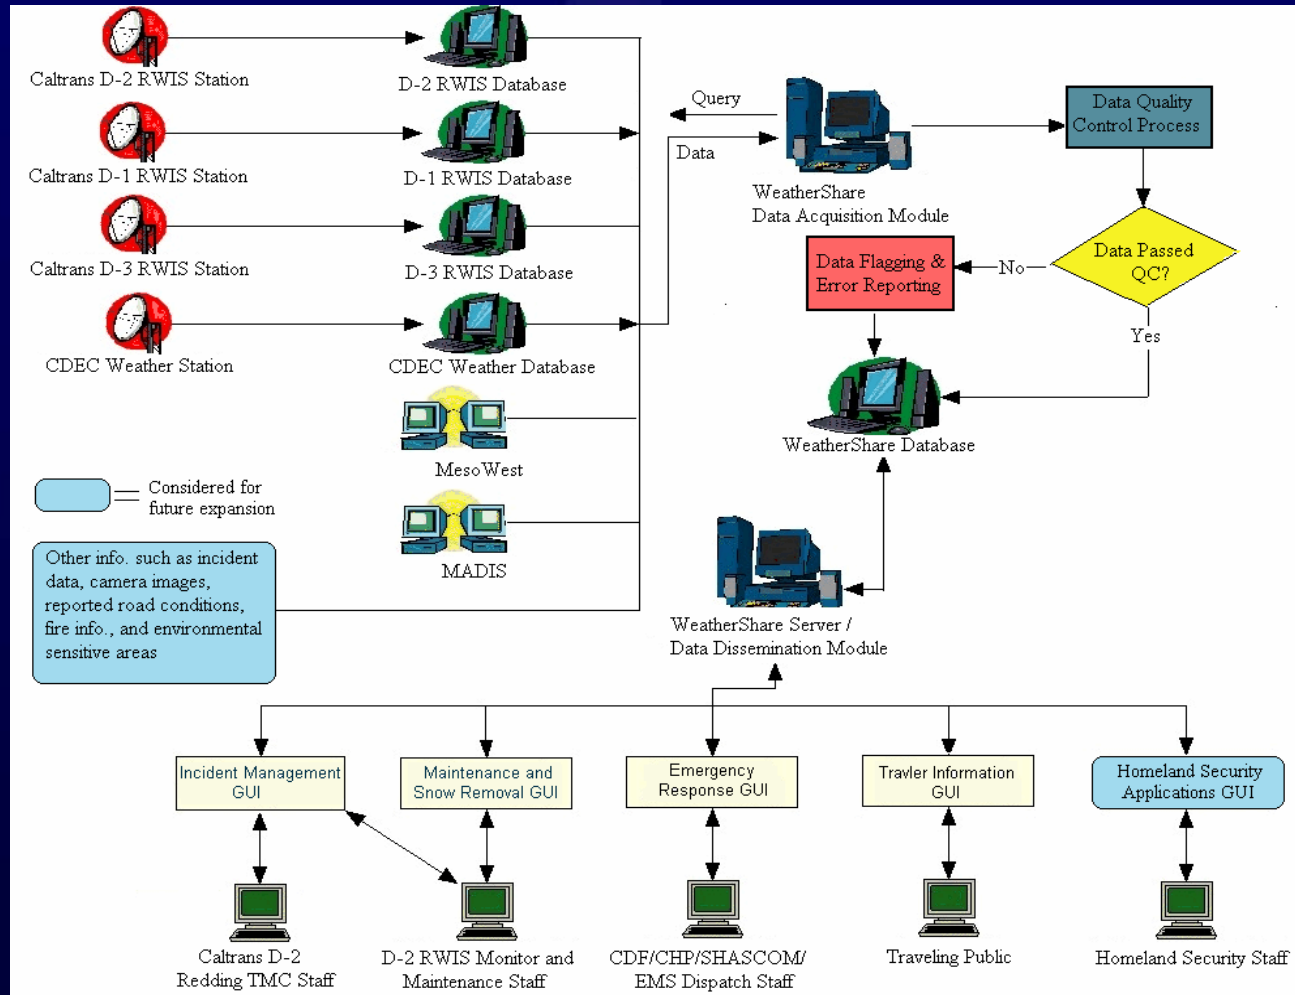 Caltrans D-2 RWIS Station
D-2 RWIS Database
Caltrans D-1 RWIS Station
D-1 RWIS Database
Caltrans D-3 RWIS Station
D-3 RWIS Database
CDEC Weather Station
CDEC Weather Database
MesoWest
MADIS
Considered for
future expansion
Other info. such as incident
data, camera images,
reported road conditions,
fire info., and environmental
sensitive areas
Query
Data
WeatherShare
Data Acquisition Module
Data Quality
Control Process
Data Passed
QC?
No
Yes
Data Flagging &
Error Reporting
WeatherShare Database
WeatherShare Server /
Data Dissemination Module
Incident Management
GUI
Maintenance and
Snow Removal GUI
Emergency
Response GUI
Travler Information
GUI
Homeland Security
Applications GUI
Caltrans D-2
Redding TMC Staff
D-2 RWIS Monitor and
Maintenance Staff
CDF/CHP/SHASCOM/
EMS Dispatch Staff
Traveling Public
Homeland Security Staff